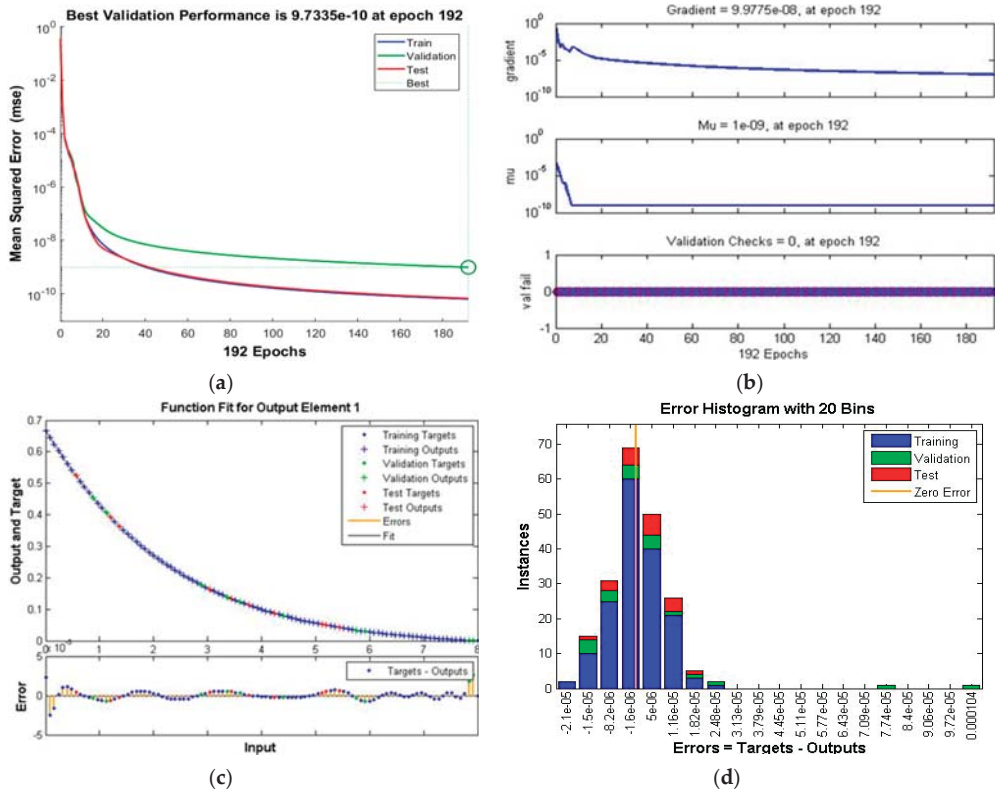 Best Validation Performance is 9.7335e-10 at epoch 192
Mean Squared Error (mse)
10^-2
10^-4
10^-6
10^-8
10^-10
Train
Validation
Test
Best
0 20 40 60 80 100 120 140 160 180
192 Epochs
(a)
Gradient = 9.9775e-08, at epoch 192
gradient
10^0
10^-5
10^-10
Mu = 1e-09, at epoch 192
mu
10^0
10^-5
10^-10
Validation Checks = 0, at epoch 192
val fail
1
0
-1
0 20 40 60 80 100 120 140 160 180
192 Epochs
(b)
Function Fit for Output Element 1
Output and Target
0.7
0.6
0.5
0.4
0.3
0.2
0.1
0
Training Targets
Training Outputs
Validation Targets
Validation Outputs
Test Targets
Test Outputs
Errors
Fit
0 1 2 3 4 5 6 7 8
Error
5
0
-5
Targets - Outputs
Input
(c)
Error Histogram with 20 Bins
Instances
70
60
50
40
30
20
10
0
Training
Validation
Test
Zero Error
-2.1e-05
-1.5e-05
-8.2e-06
-1.6e-06
5e-06
1.16e-05
1.82e-05
2.48e-05
3.13e-05
3.79e-05
4.45e-05
5.11e-05
5.77e-05
6.43e-05
7.09e-05
7.74e-05
8.4e-05
9.06e-05
9.72e-05
0.000104
Errors = Targets - Outputs
(d)